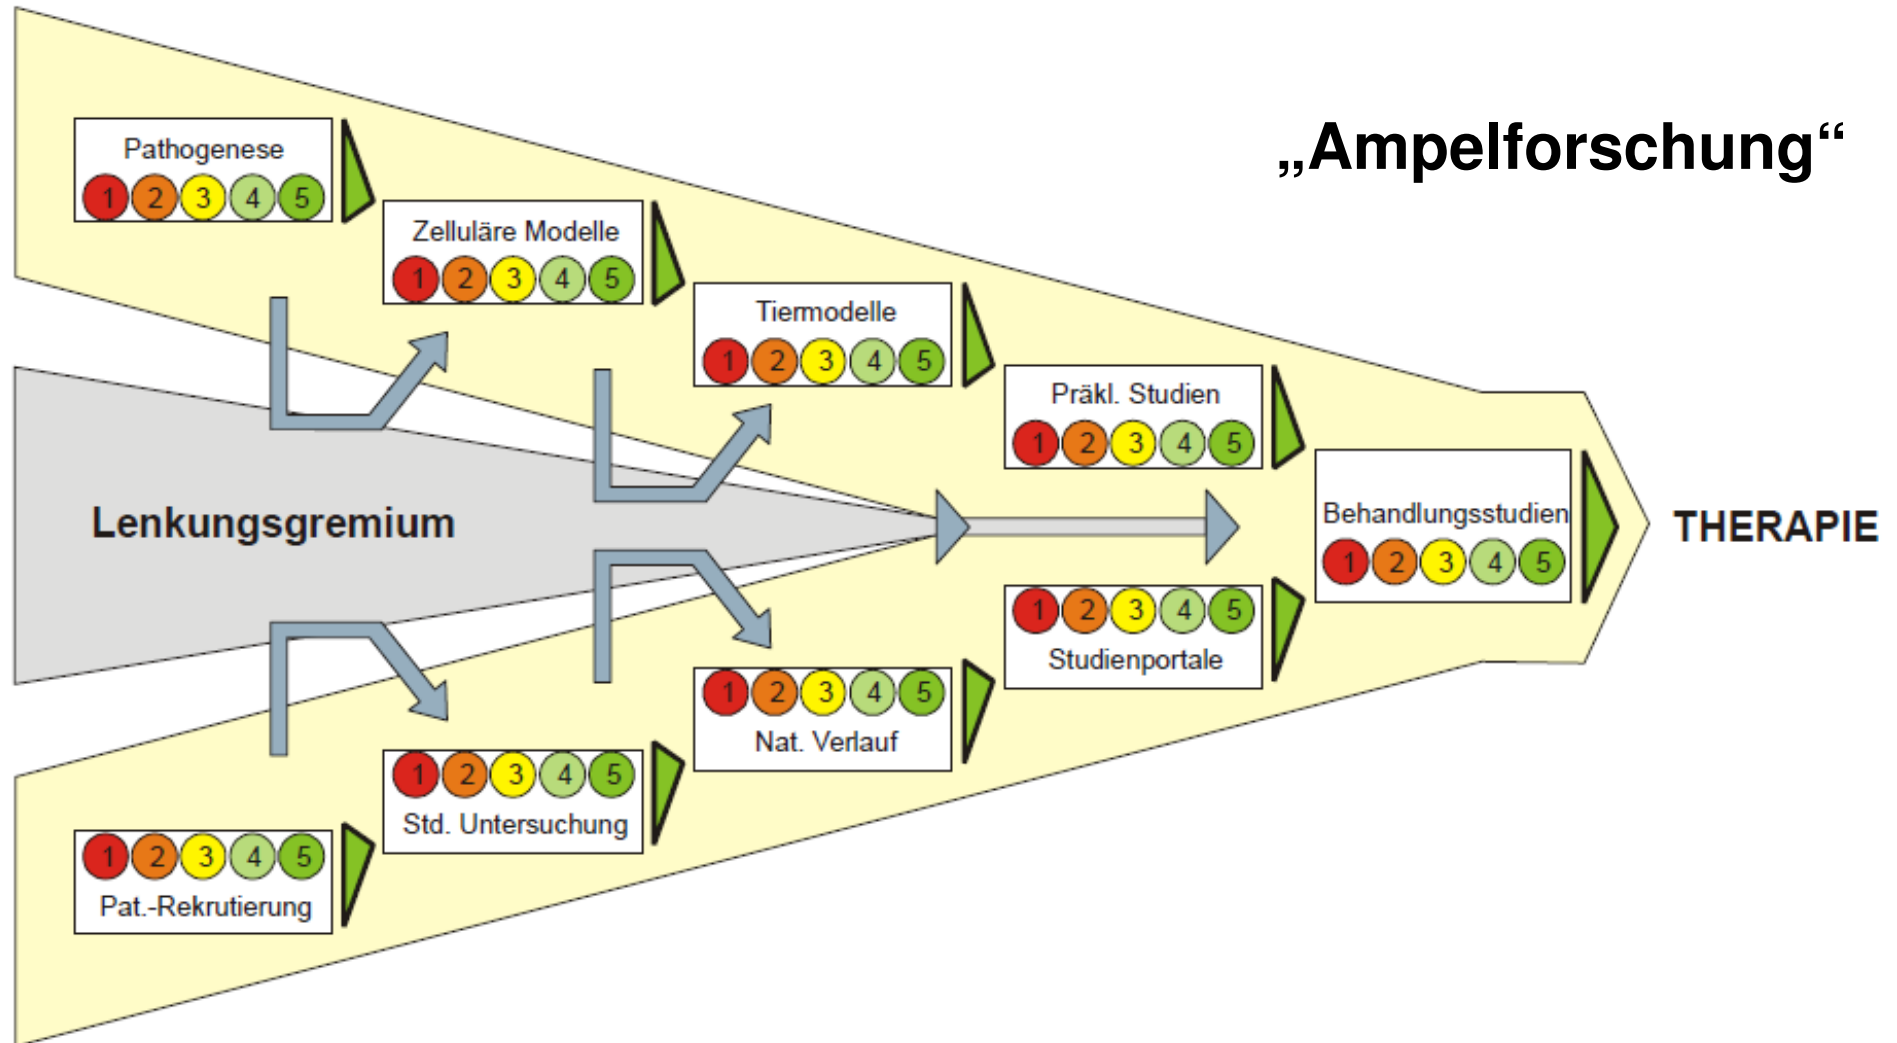 „Ampelforschung“
Pathogenese
1 2 3 4 5
Zelluläre Modelle
1 2 3 4 5
Tiermodelle
1 2 3 4 5
Präkl. Studien
1 2 3 4 5
Lenkungsgremium
Behandlungsstudien
1 2 3 4 5
THERAPIE
1 2 3 4 5
Studienportale
1 2 3 4 5
Nat. Verlauf
1 2 3 4 5
Std. Untersuchung
1 2 3 4 5
Pat.-Rekrutierung